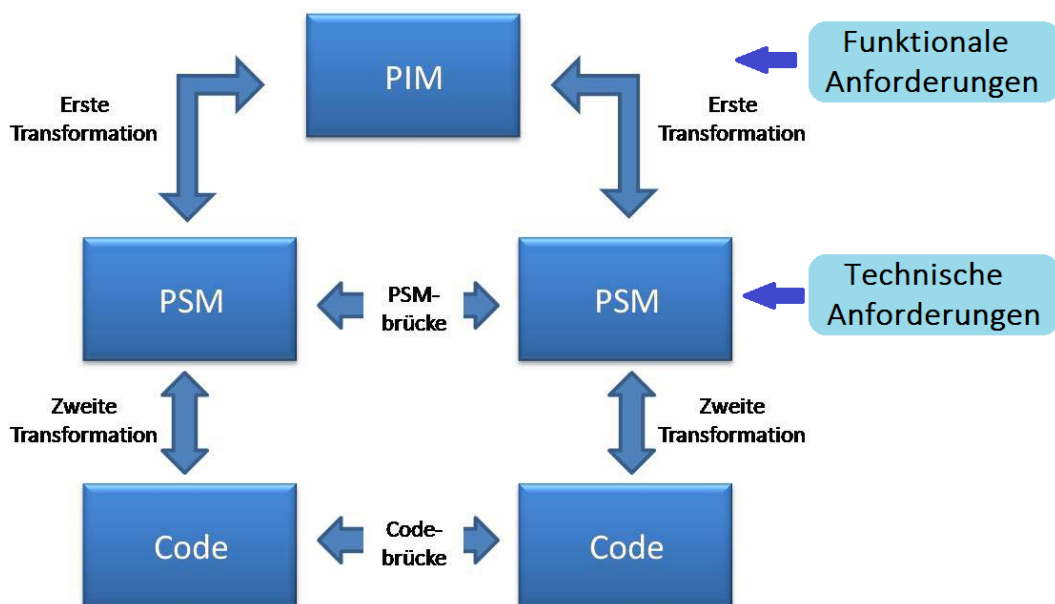 PIM
Funktionale
Anforderungen
Erste
Transformation
Erste
Transformation
PSM
PSM-
brücke
PSM
Technische
Anforderungen
Zweite
Transformation
Zweite
Transformation
Code
Code-
brücke
Code